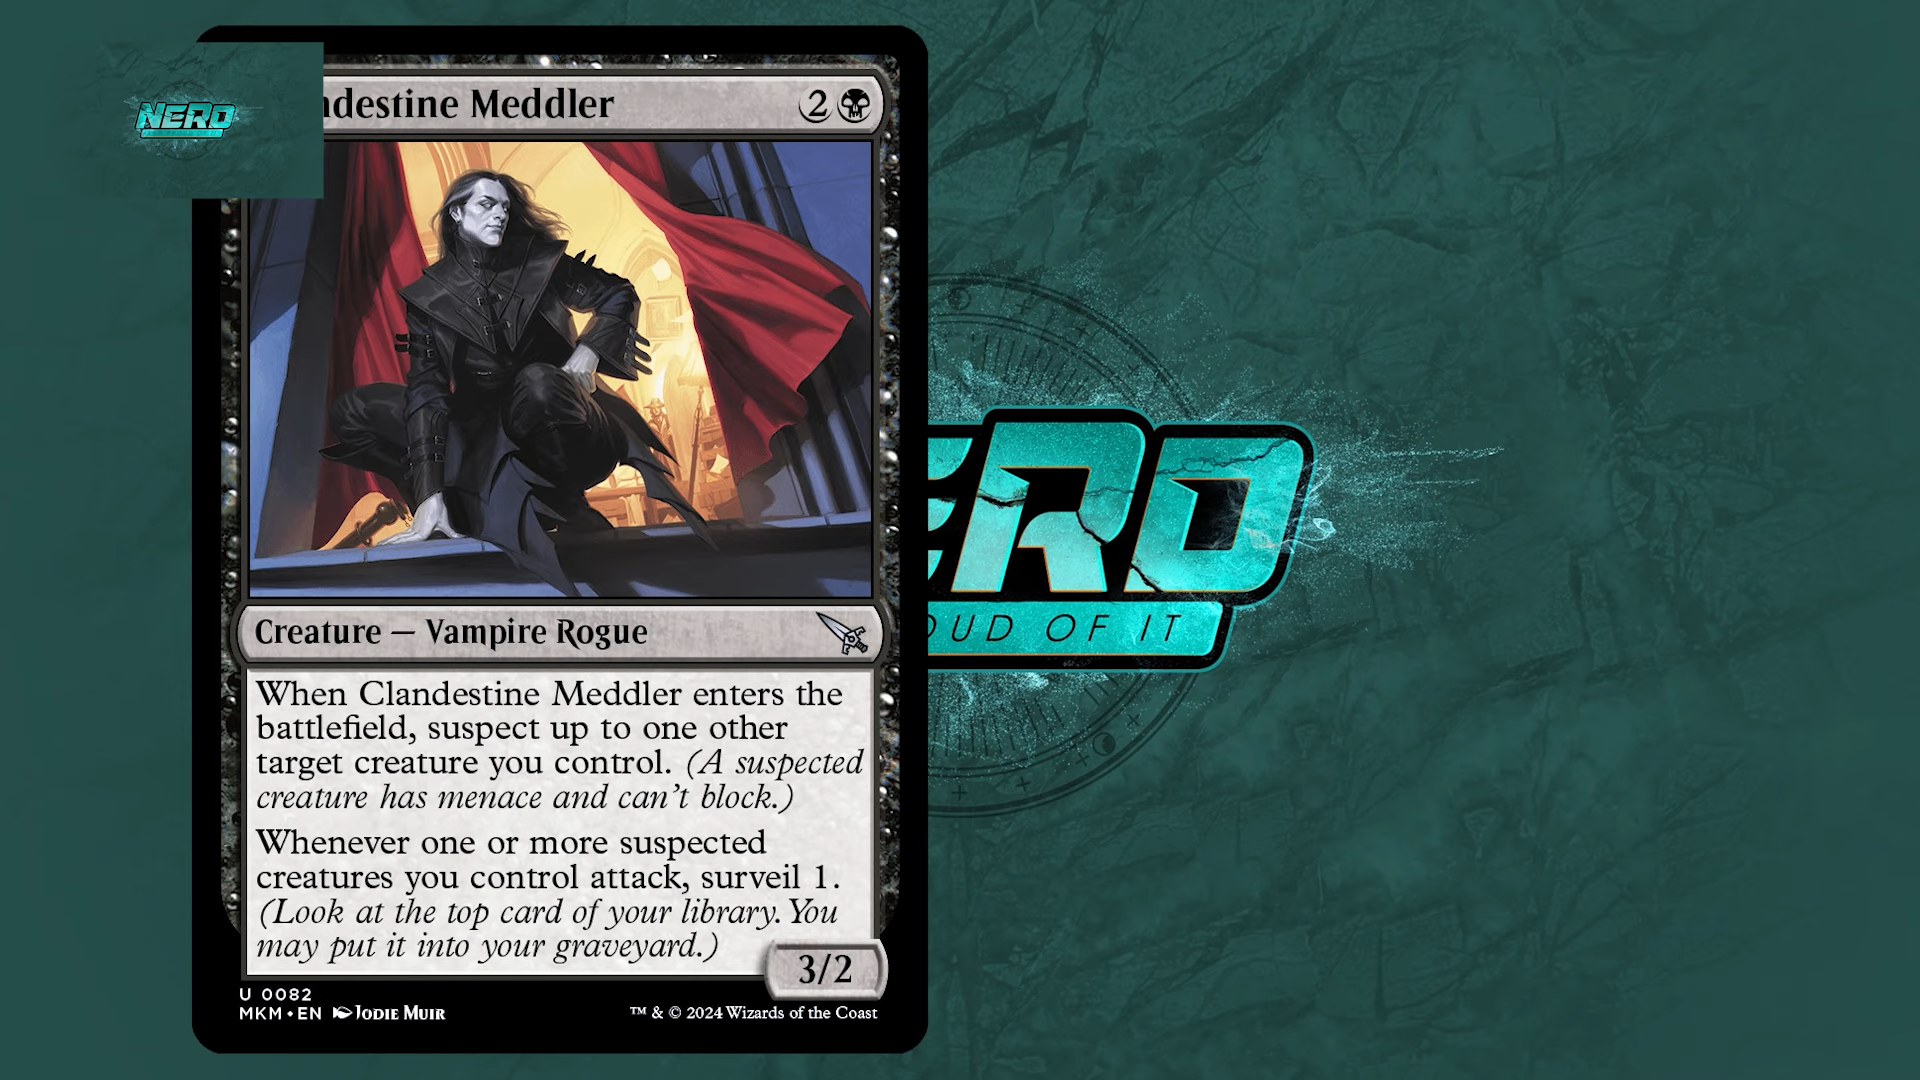 NERD
ndestine Meddler
2
Creature — Vampire Rogue
When Clandestine Meddler enters the
battlefield, suspect up to one other
target creature you control. (A suspected
creature has menace and can't block.)
Whenever one or more suspected
creatures you control attack, surveil 1.
(Look at the top card of your library. You
may put it into your graveyard.)
3/2
U 0082
MKM • EN Jodie Muir
™ & © 2024 Wizards of the Coast
ERD
OUD OF IT